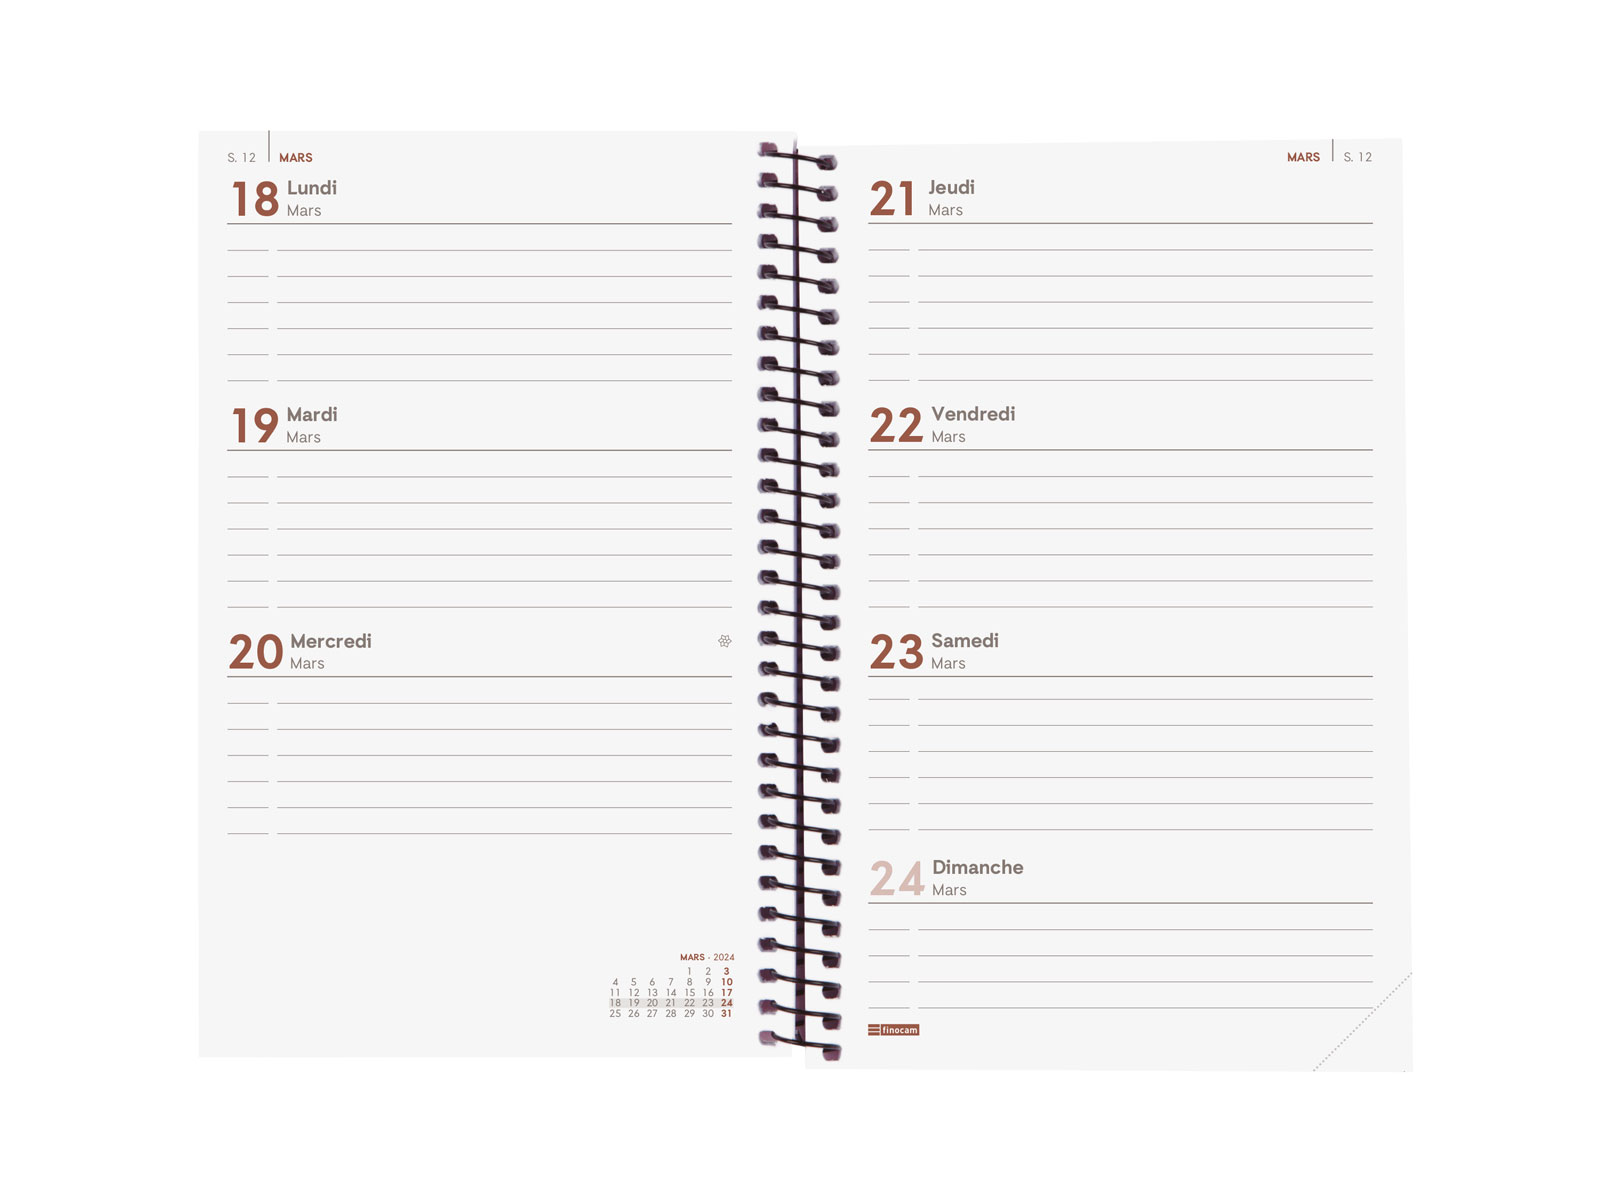 S. 12 MARS
18 Lundi
Mars
19 Mardi
Mars
20 Mercredi
Mars
MARS - 2024
1 2 3
4 5 6 7 8 9 10
11 12 13 14 15 16 17
18 19 20 21 22 23 24
25 26 27 28 29 30 31
MARS S. 12
21 Jeudi
Mars
22 Vendredi
Mars
23 Samedi
Mars
24 Dimanche
Mars
finocam